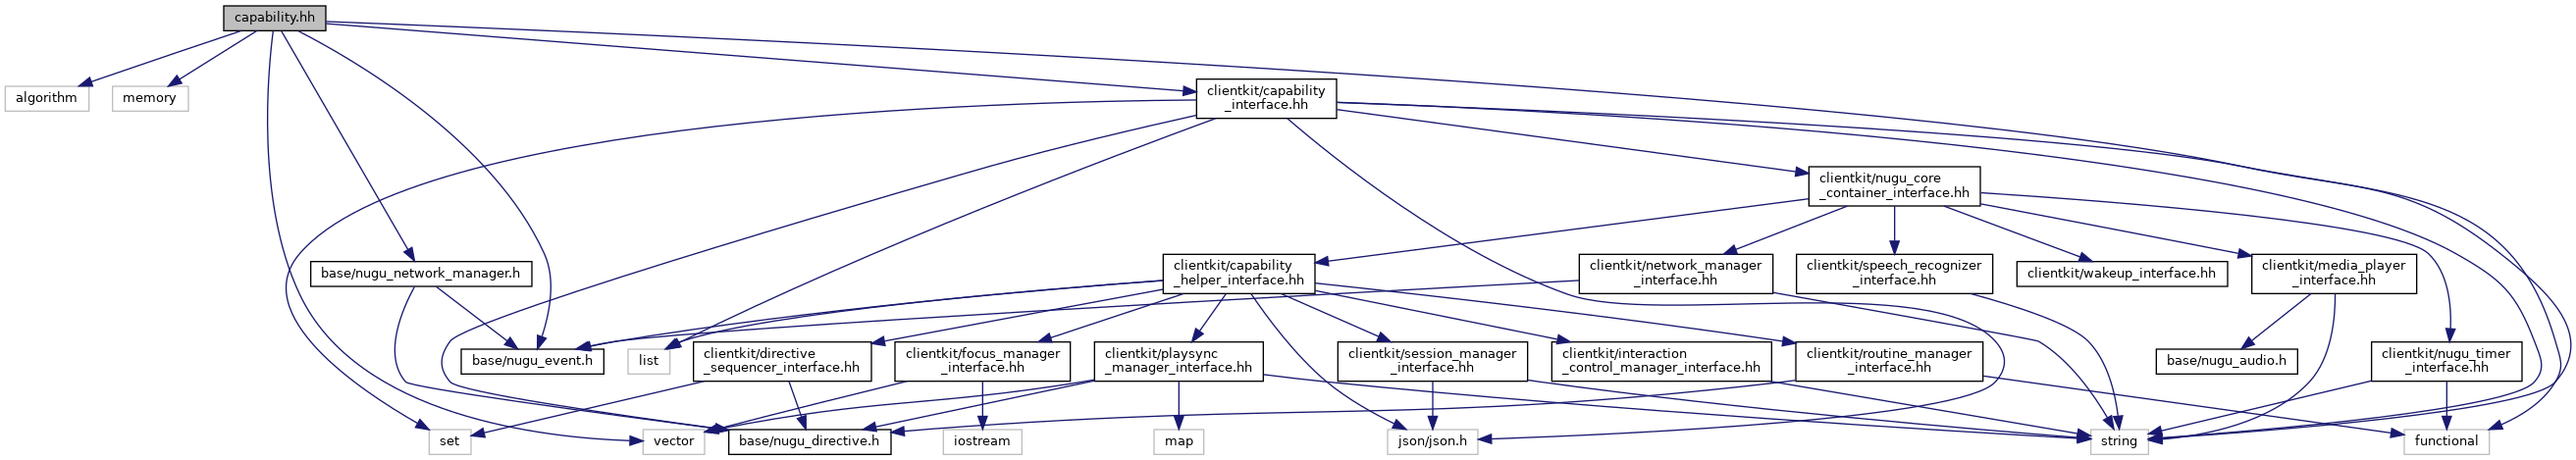 capability.hh
clientkit/capability
_interface.hh
algorithm
memory
clientkit/nugu_core
_container_interface.hh
base/nugu_network_manager.h
clientkit/capability
_helper_interface.hh
clientkit/network_manager
_interface.hh
clientkit/speech_recognizer
_interface.hh
clientkit/wakeup_interface.hh
clientkit/media_player
_interface.hh
base/nugu_event.h
list
clientkit/directive
_sequencer_interface.hh
clientkit/focus_manager
_interface.hh
clientkit/playsync
_manager_interface.hh
clientkit/session_manager
_interface.hh
clientkit/interaction
_control_manager_interface.hh
clientkit/routine_manager
_interface.hh
base/nugu_audio.h
clientkit/nugu_timer
_interface.hh
set
vector
base/nugu_directive.h
iostream
map
json/json.h
string
functional